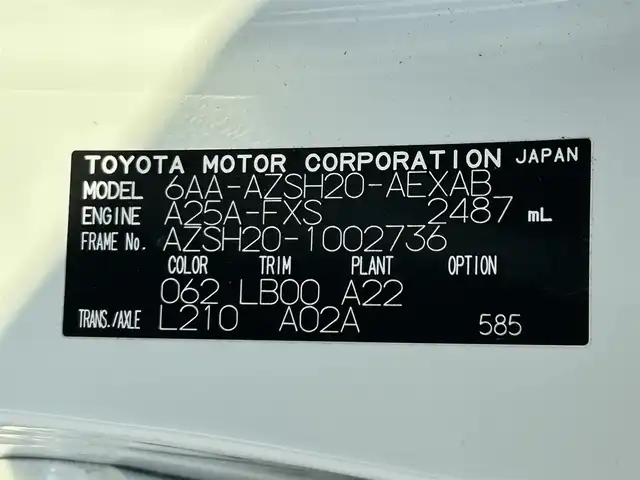 TOYOTA MOTOR CORPORATION JAPAN
MODEL 6AA-AZSH20-AEXAB
ENGINE A25A-FXS 2487 mL
FRAME No. AZSH20-1002736
COLOR TRIM PLANT OPTION
062 LB00 A22
TRANS./AXLE L210 A02A 585